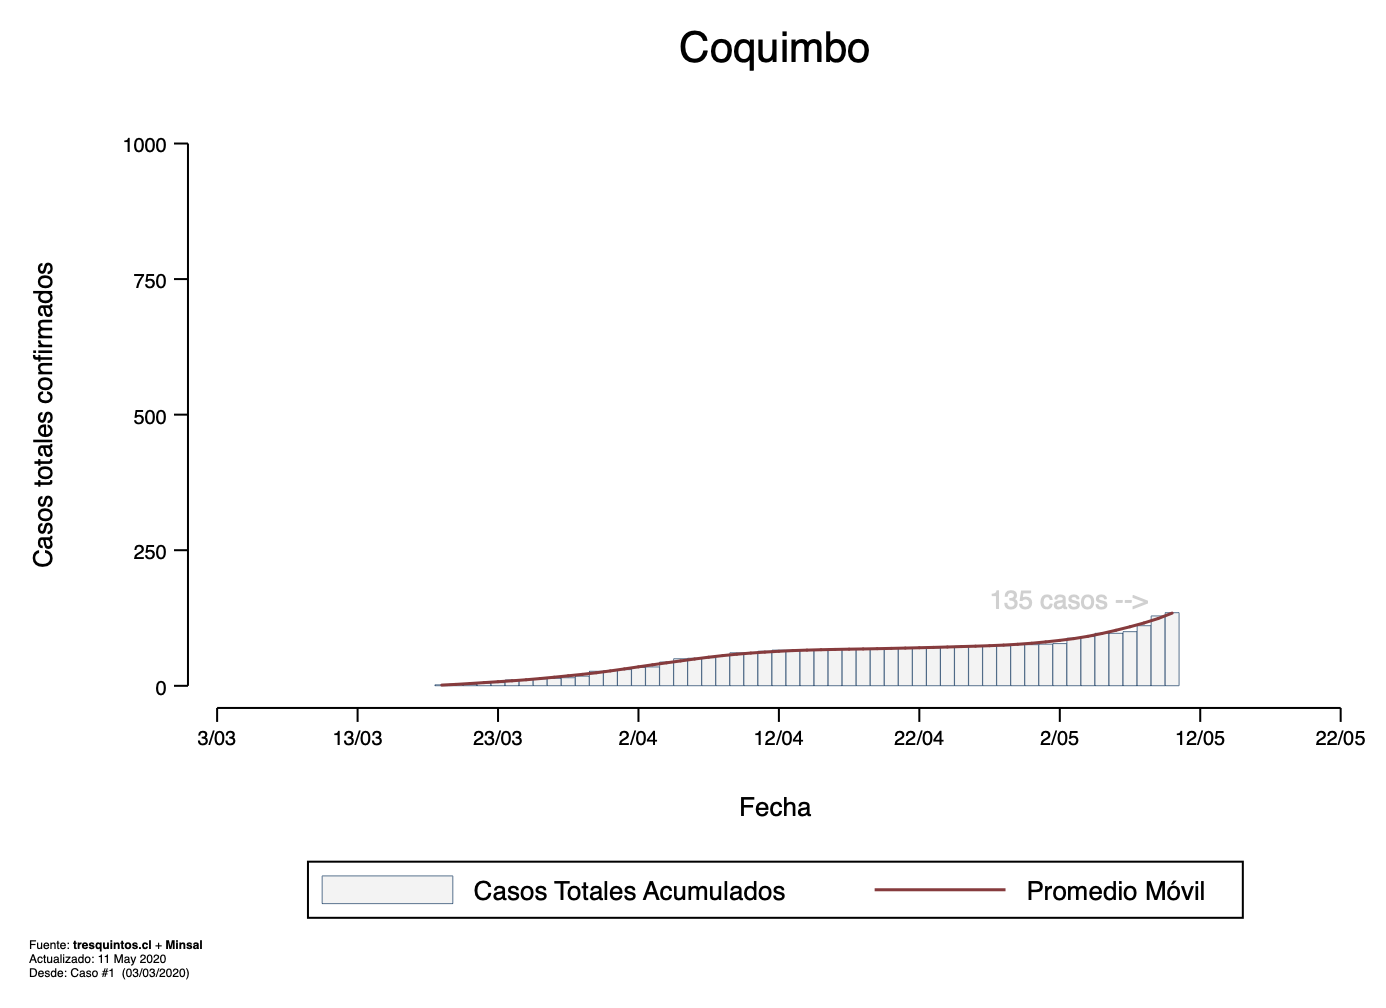 Coquimbo
Casos totales confirmados
1000
750
500
250
0
135 casos -->
3/03 13/03 23/03 2/04 12/04 22/04 2/05 12/05 22/05
Fecha
Casos Totales Acumulados Promedio Móvil
Fuente: tresquintos.cl + Minsal
Actualizado: 11 May 2020
Desde: Caso #1 (03/03/2020)